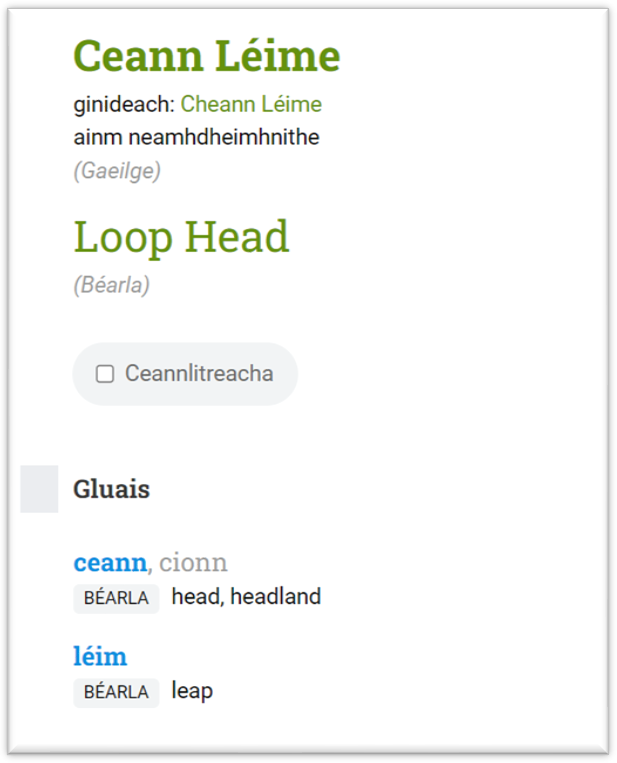 Ceann Léime
ginideach: Cheann Léime
ainm neamhdheimhnithe
(Gaeilge)
Loop Head
(Béarla)
Ceannlitreacha
Gluais
ceann, cionn
BÉARLA head, headland
léim
BÉARLA leap